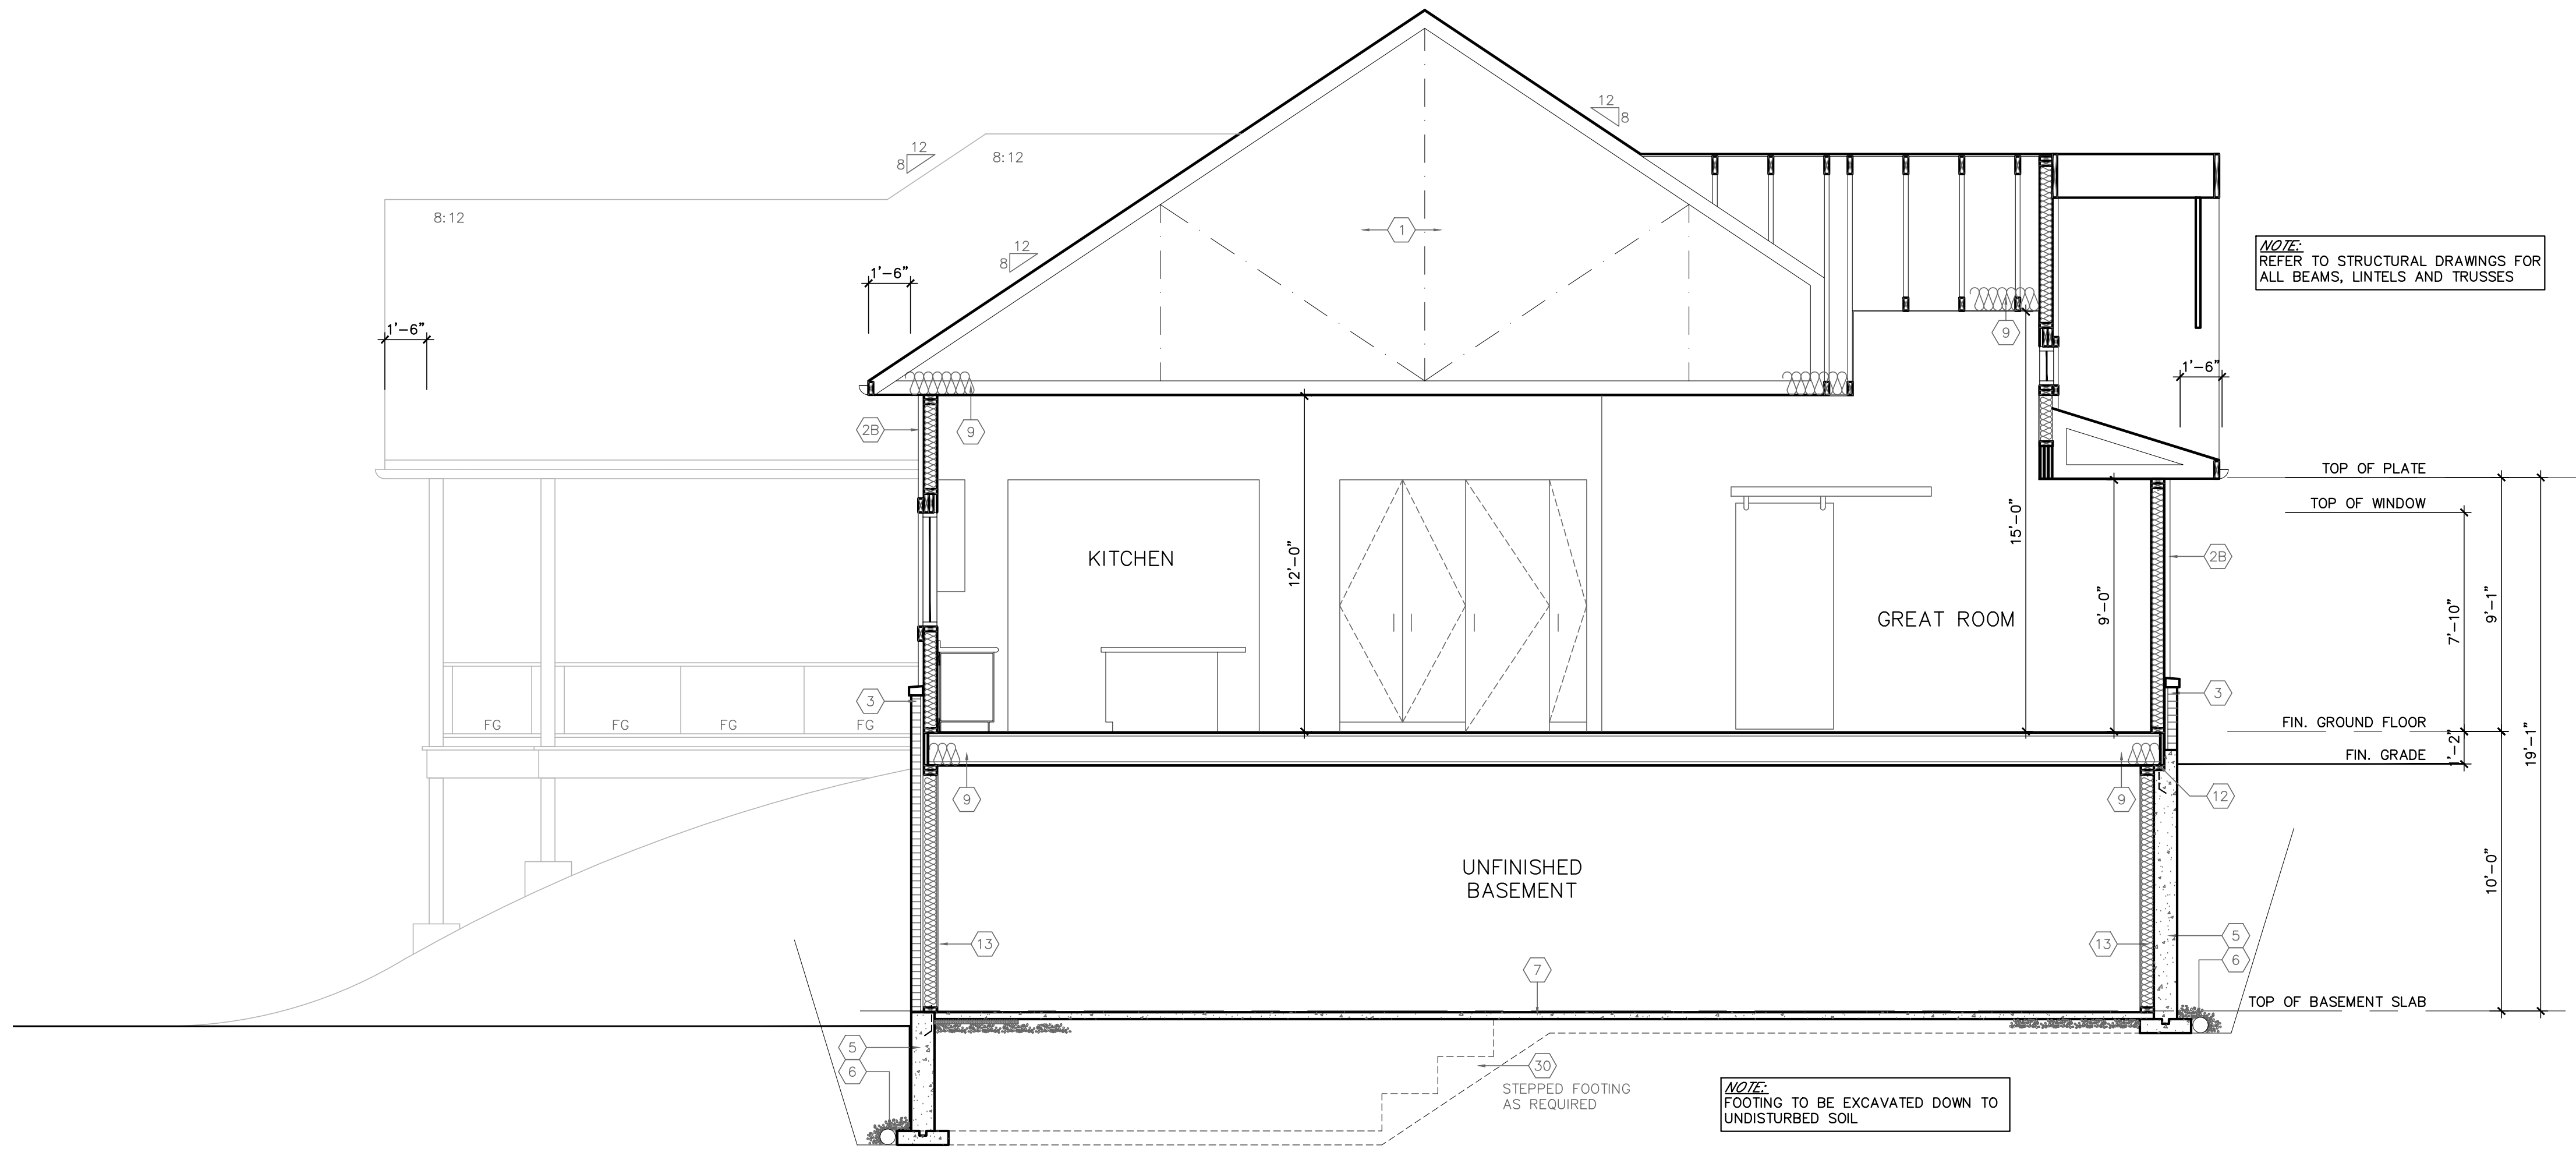 12
8
12
8
8:12
8:12
1
12
8
1'-6"
1'-6"
9
NOTE:
REFER TO STRUCTURAL DRAWINGS FOR
ALL BEAMS, LINTELS AND TRUSSES
1'-6"
2B
9
TOP OF PLATE
TOP OF WINDOW
KITCHEN
12'-0"
15'-0"
9'-0"
GREAT ROOM
2B
7'-10"
9'-1"
3
3
FG
FG
FG
FG
FIN. GROUND FLOOR
FIN. GRADE
1'-2"
19'-1"
9
9
12
UNFINISHED
BASEMENT
10'-0"
13
13
5
6
7
TOP OF BASEMENT SLAB
5
6
30
STEPPED FOOTING
AS REQUIRED
NOTE:
FOOTING TO BE EXCAVATED DOWN TO
UNDISTURBED SOIL
12
8